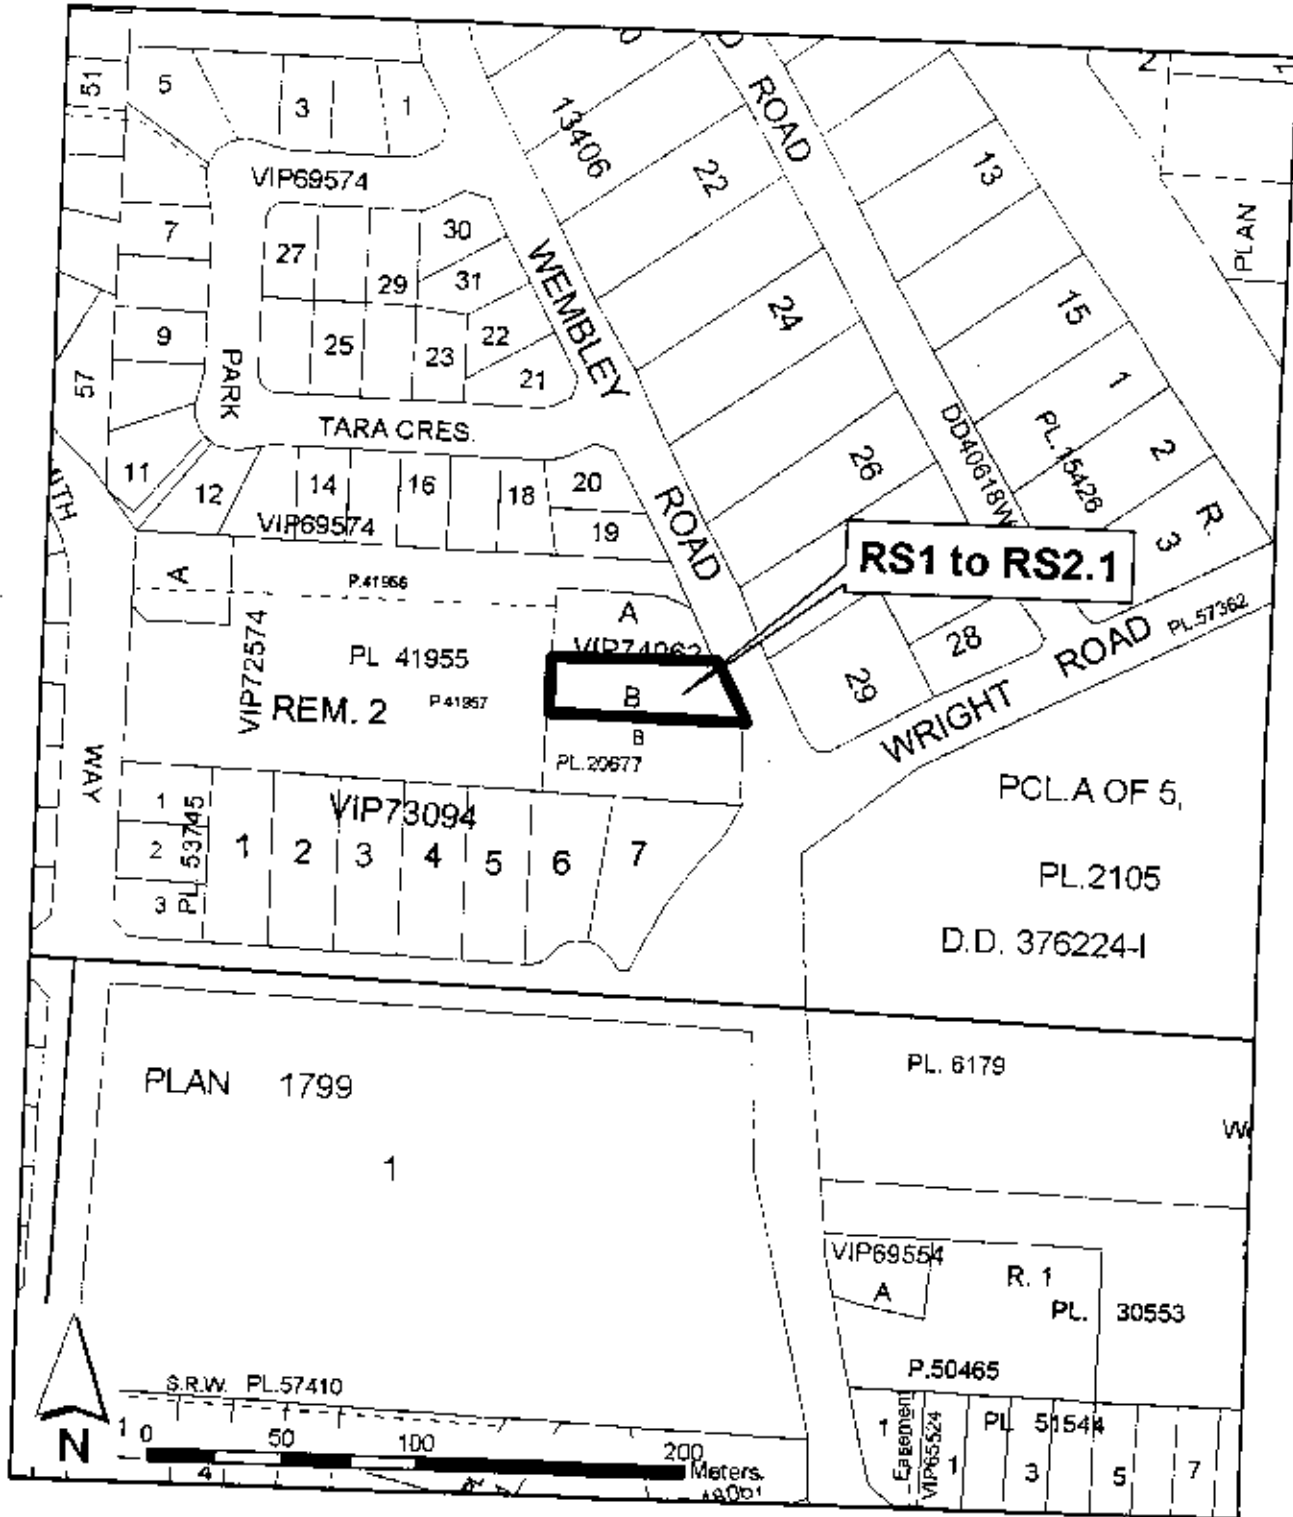 51
5
3
1
13406
22
ROAD
13
2
PLAN
VIP69574
7
27
30
29
31
WEMBLEY
24
15
9
25
23
22
21
57
PARK
TARA CRES.
1
DD40618W
PL.15426
2
R.
3
26
11
12
14
16
18
20
19
VIP69574
ROAD
RS1 to RS2.1
A
P.41956
A
VIP74962
VIP72574
PL 41955
REM. 2
P.41957
B
B
PL.20677
28
29
WRIGHT
ROAD
PL.57362
WAY
1
2
3
PL. 53745
VIP73094
1
2
3
4
5
6
7
PCL.A OF 5,
PL.2105
D.D. 376224-I
PLAN 1799
1
PL. 6179
VIP69554
A
R. 1
PL. 30553
P.50465
S.R.W. PL.57410
N
0
50
100
200
Meters.
4
1
Easement
VIP65524
1
PL 51544
3
5
7